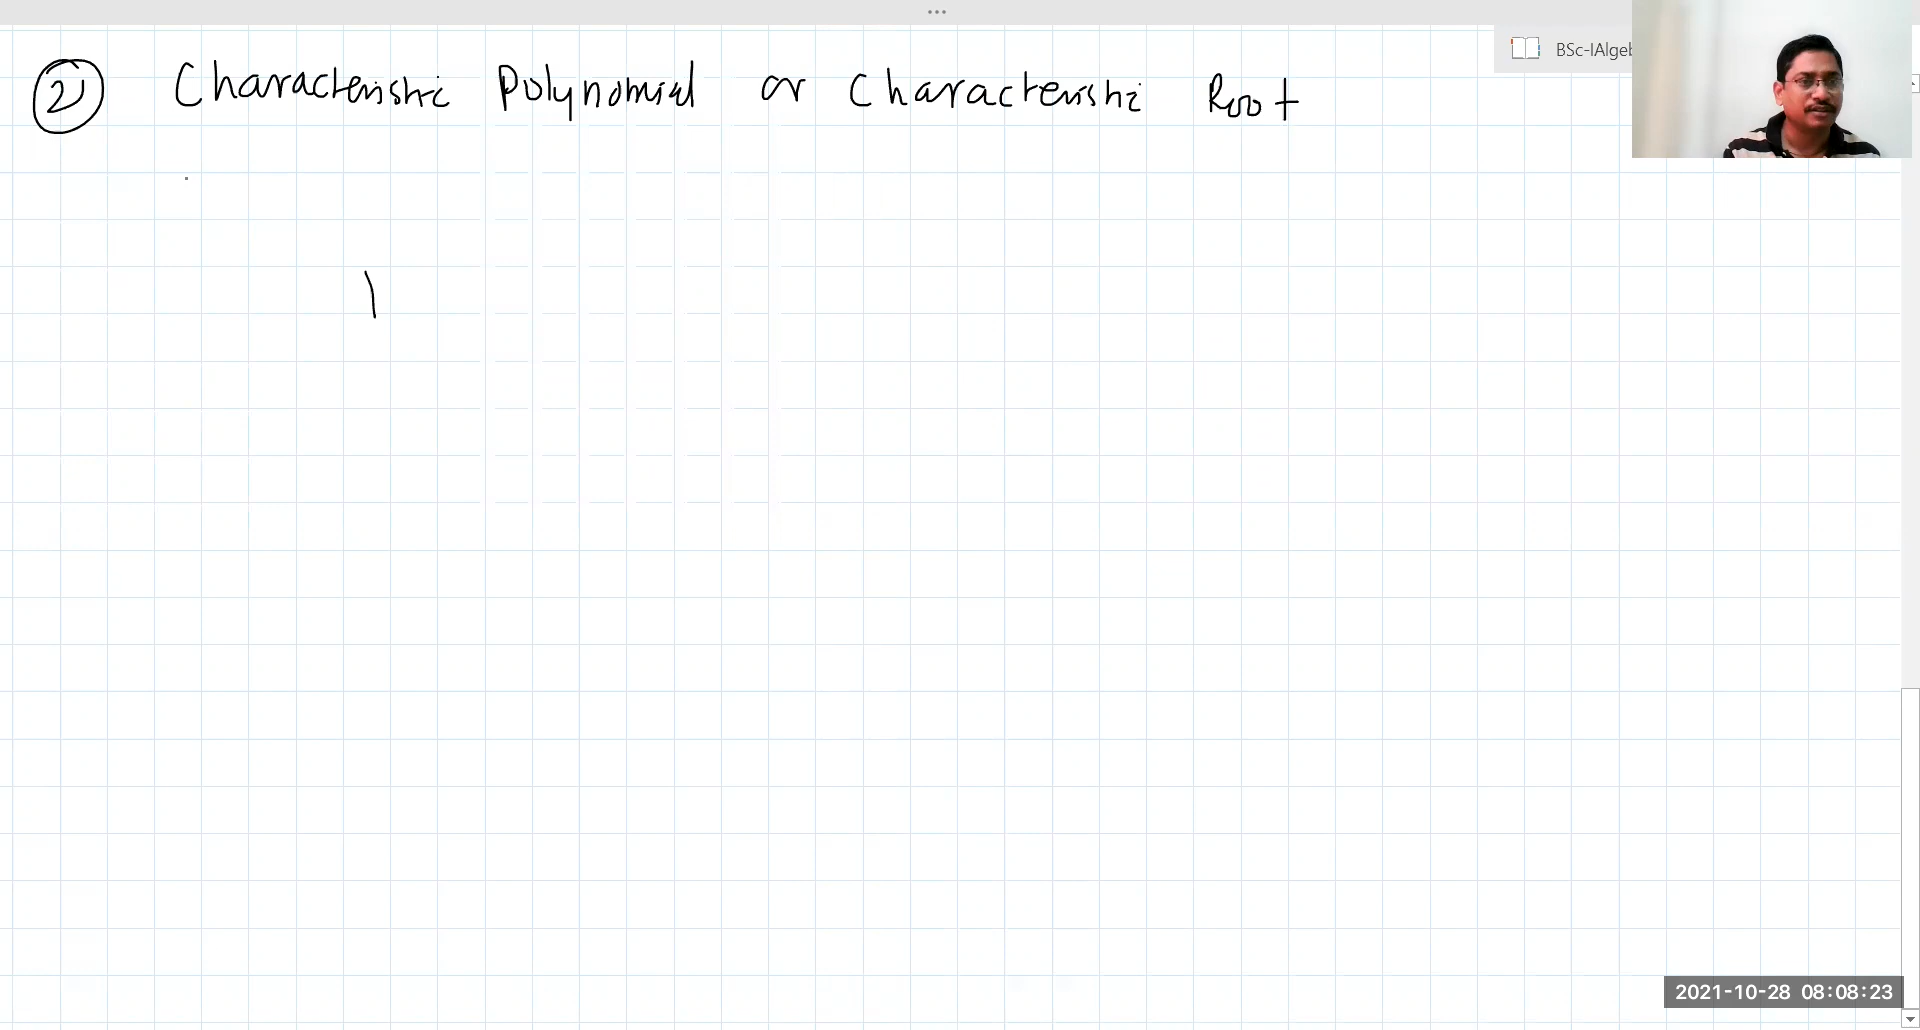 ② Characteristic Polynomial or Characteristic Root
BSc-IAlgeb
2021-10-28 08:08:23